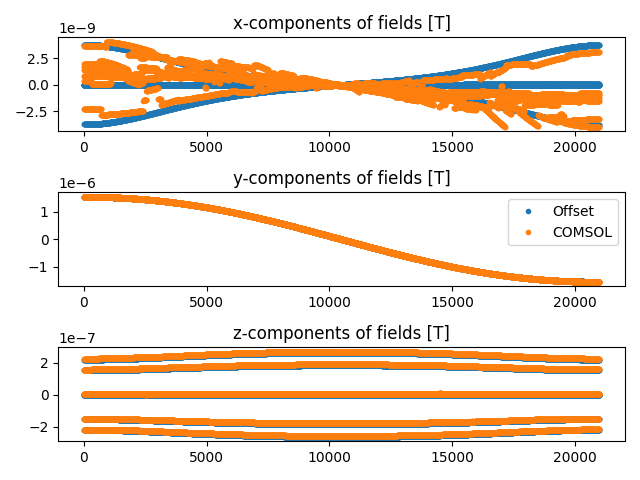 x-components of fields [T]
1e−9
2.5
0.0
−2.5
0 5000 10000 15000 20000
y-components of fields [T]
1e−6
1
0
−1
Offset
COMSOL
0 5000 10000 15000 20000
z-components of fields [T]
1e−7
2
0
−2
0 5000 10000 15000 20000